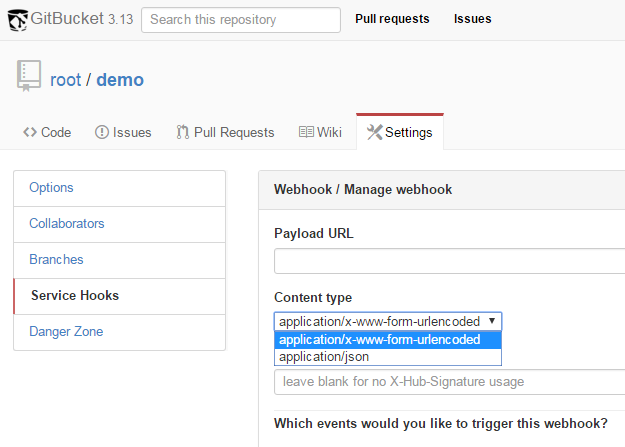 GitBucket 3.13 Search this repository Pull requests Issues
root / demo
Code Issues Pull Requests Wiki Settings
Options
Collaborators
Branches
Service Hooks
Danger Zone
Webhook / Manage webhook
Payload URL
Content type
application/x-www-form-urlencoded
application/x-www-form-urlencoded
application/json
leave blank for no X-Hub-Signature usage
Which events would you like to trigger this webhook?